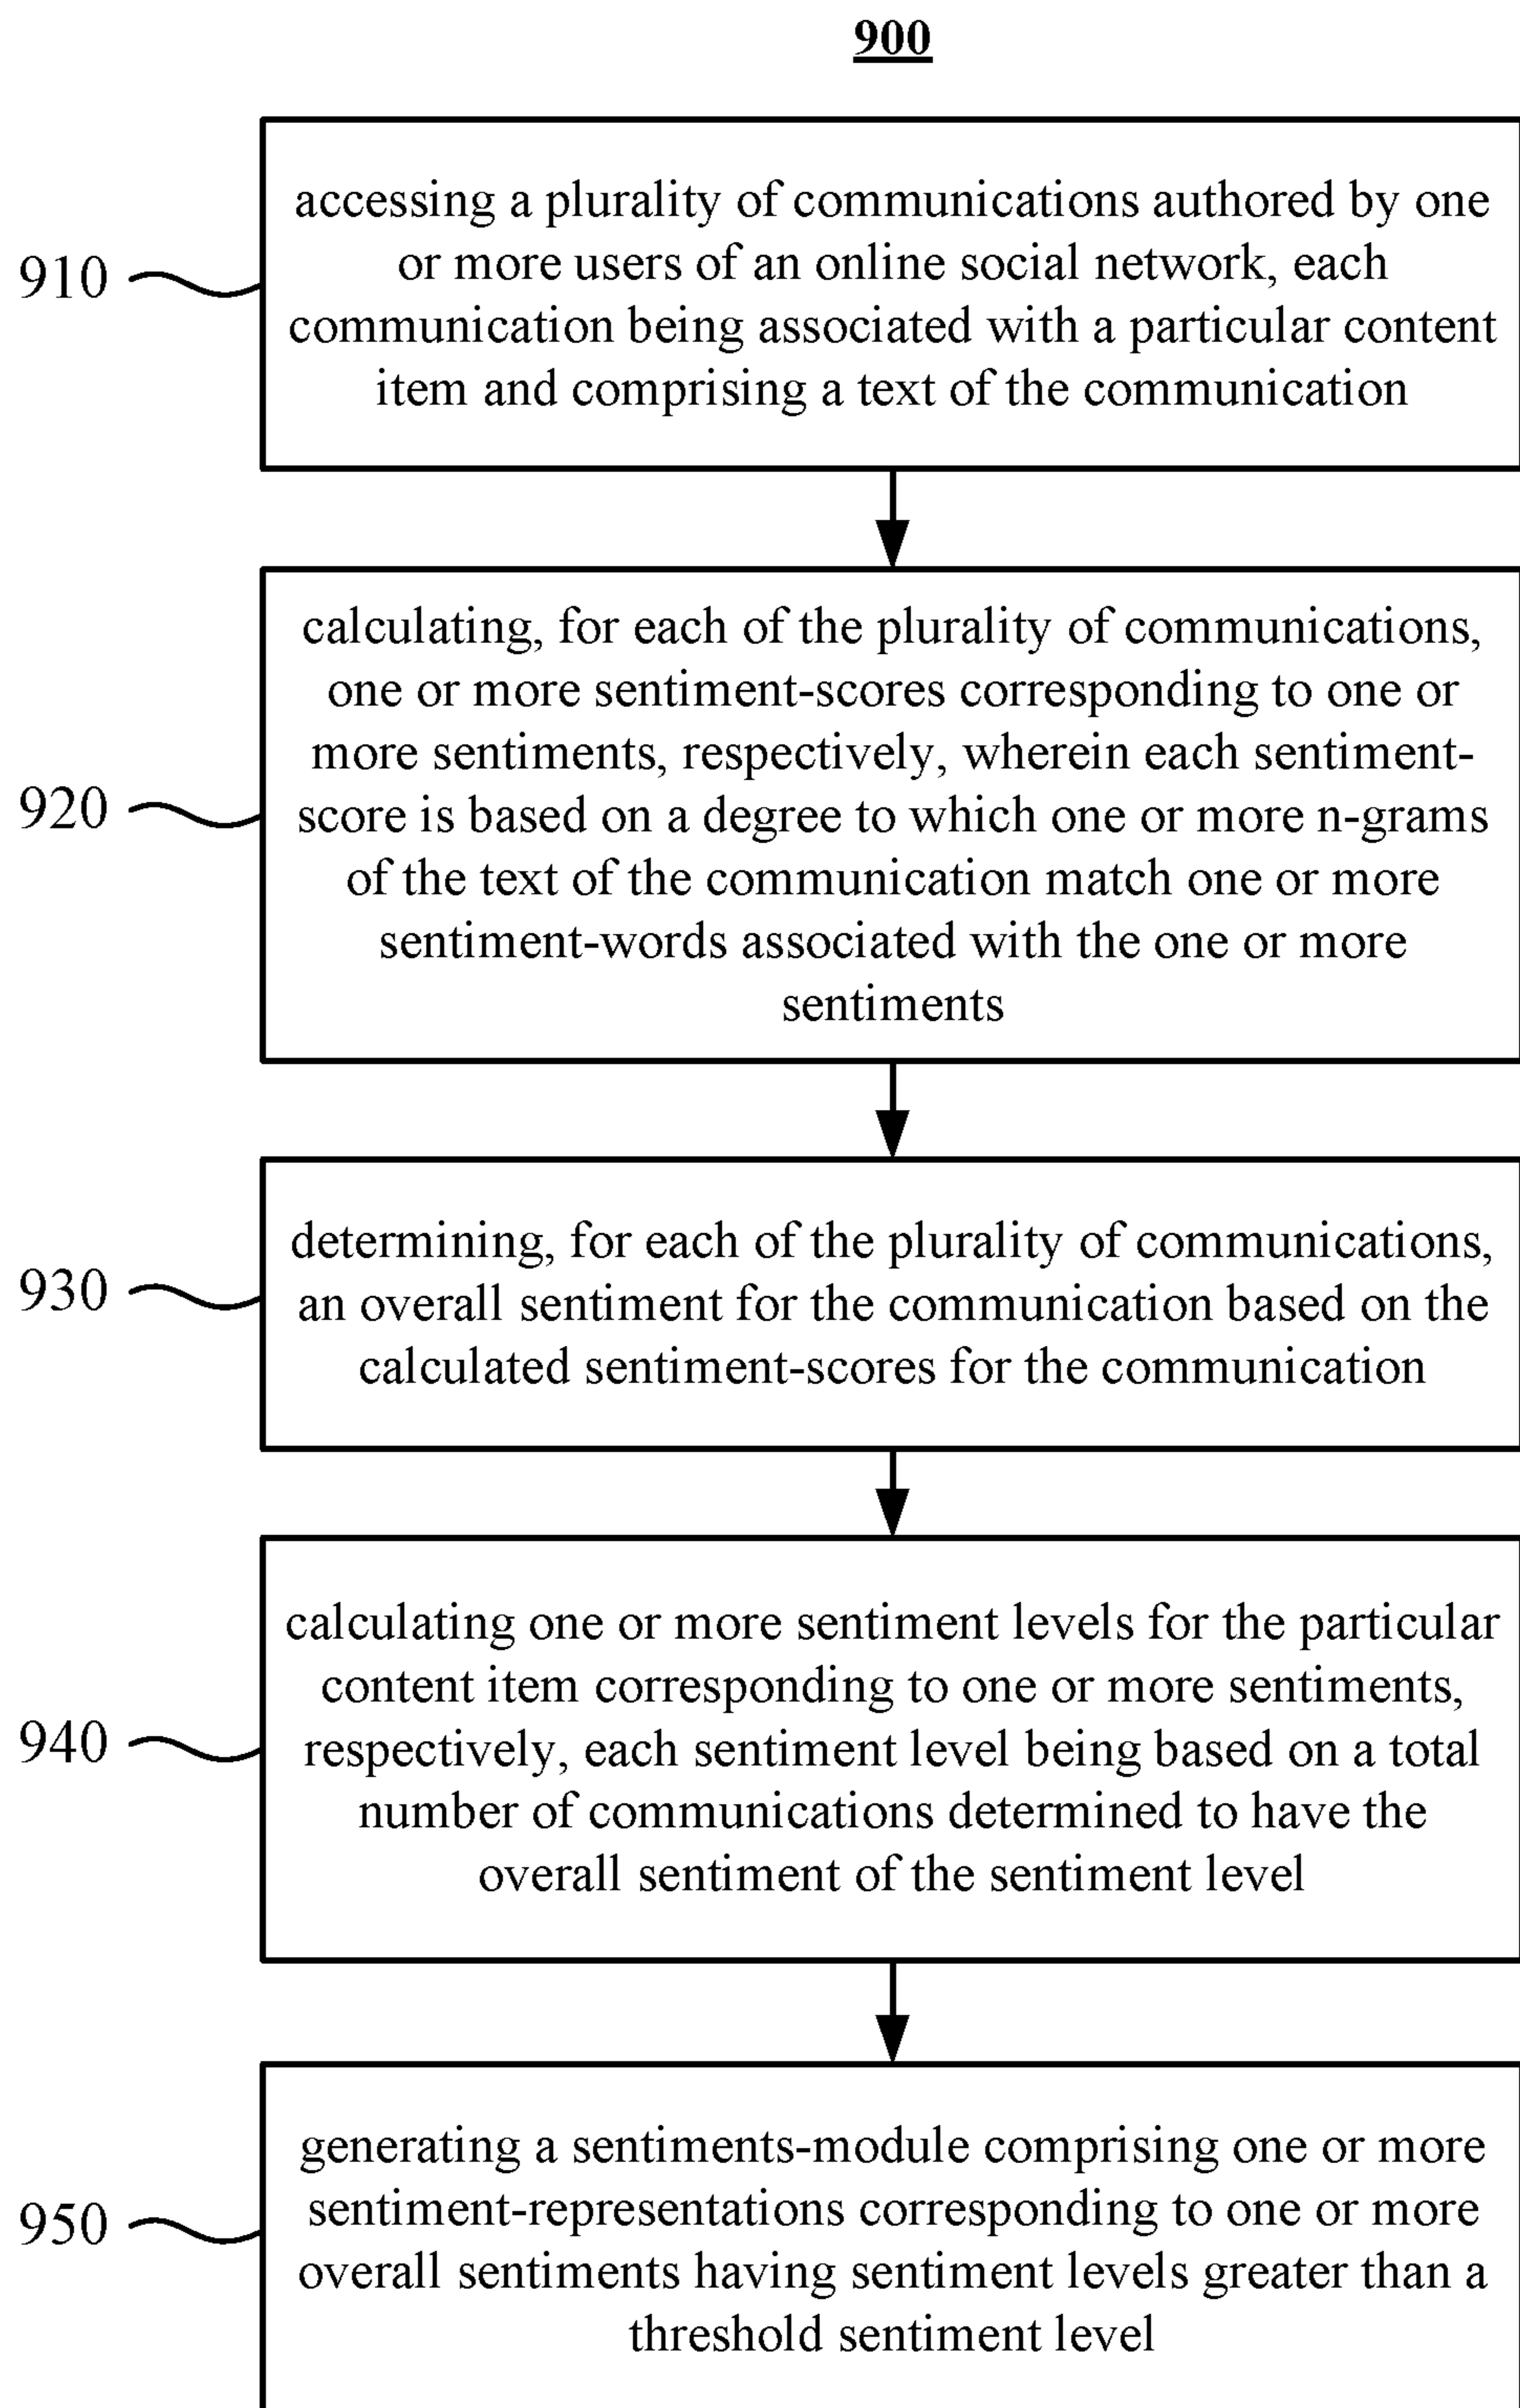 900
910
accessing a plurality of communications authored by one
or more users of an online social network, each
communication being associated with a particular content
item and comprising a text of the communication
920
calculating, for each of the plurality of communications,
one or more sentiment-scores corresponding to one or
more sentiments, respectively, wherein each sentiment-
score is based on a degree to which one or more n-grams
of the text of the communication match one or more
sentiment-words associated with the one or more
sentiments
930
determining, for each of the plurality of communications,
an overall sentiment for the communication based on the
calculated sentiment-scores for the communication
940
calculating one or more sentiment levels for the particular
content item corresponding to one or more sentiments,
respectively, each sentiment level being based on a total
number of communications determined to have the
overall sentiment of the sentiment level
950
generating a sentiments-module comprising one or more
sentiment-representations corresponding to one or more
overall sentiments having sentiment levels greater than a
threshold sentiment level